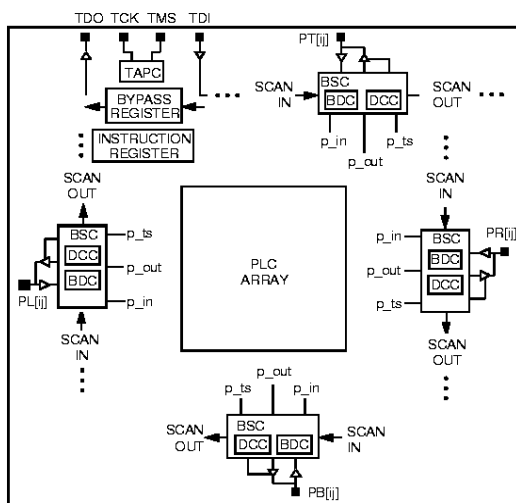 TDO TCK TMS TDI
PT[ij]
TAPC
BYPASS
REGISTER
INSTRUCTION
REGISTER
SCAN
IN
BSC
BDC DCC
SCAN
OUT
p_in
p_out
p_ts
SCAN
OUT
BSC
DCC
BDC
p_ts
p_out
p_in
PL[ij]
SCAN
IN
PLC
ARRAY
SCAN
IN
p_in
p_out
p_ts
BSC
BDC
DCC
PR[ij]
SCAN
OUT
p_out
p_ts
p_in
SCAN
OUT
BSC
DCC BDC
SCAN
IN
PB[ij]